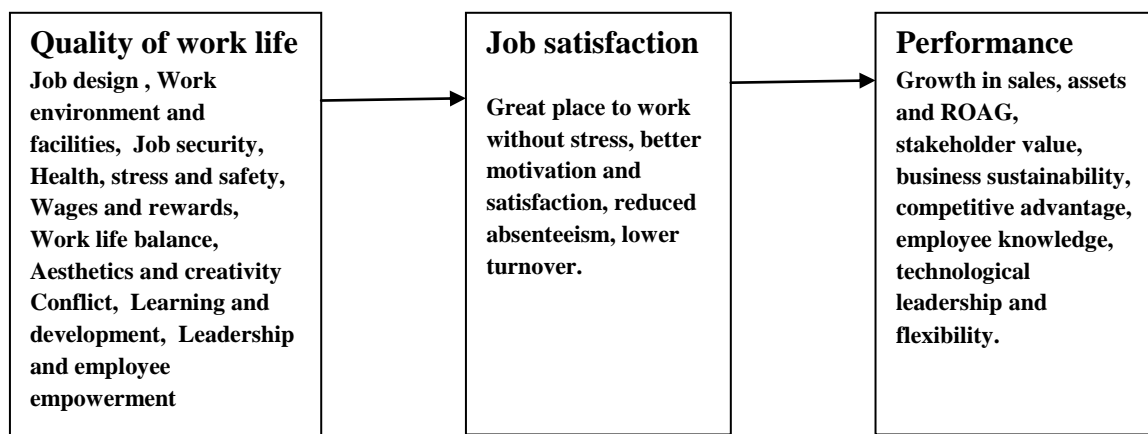 Quality of work life
Job design , Work
environment and
facilities, Job security,
Health, stress and safety,
Wages and rewards,
Work life balance,
Aesthetics and creativity
Conflict, Learning and
development, Leadership
and employee
empowerment
Job satisfaction
Great place to work
without stress, better
motivation and
satisfaction, reduced
absenteeism, lower
turnover.
Performance
Growth in sales, assets
and ROAG,
stakeholder value,
business sustainability,
competitive advantage,
employee knowledge,
technological
leadership and
flexibility.